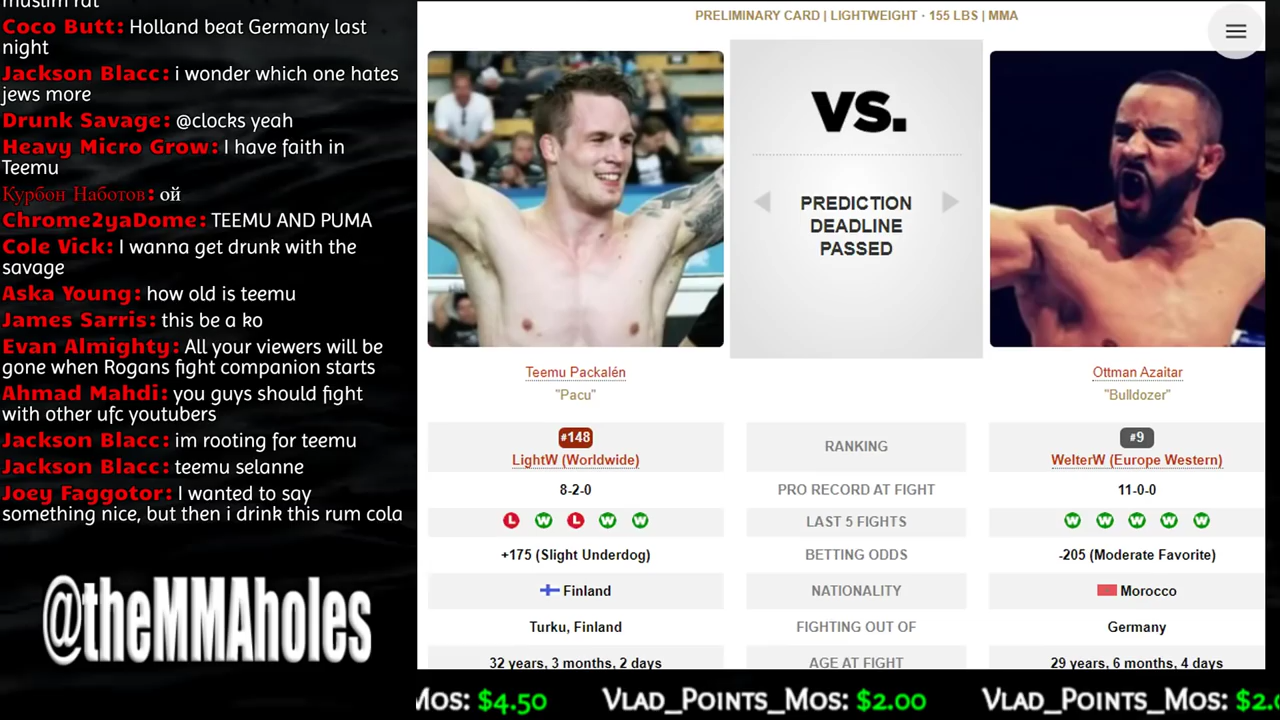 muslim rat
Coco Butt: Holland beat Germany last
night
Jackson Blacc: i wonder which one hates
jews more
Drunk Savage: @clocks yeah
Heavy Micro Grow: I have faith in
Teemu
Курбон Наботов: ой
Chrome2yaDome: TEEMU AND PUMA
Cole Vick: I wanna get drunk with the
savage
Aska Young: how old is teemu
James Sarris: this be a ko
Evan Almighty: All your viewers will be
gone when Rogans fight companion starts
Ahmad Mahdi: you guys should fight
with other ufc youtubers
Jackson Blacc: im rooting for teemu
Jackson Blacc: teemu selanne
Joey Faggotor: I wanted to say
something nice, but then i drink this rum cola
@theMMAholes
PRELIMINARY CARD | LIGHTWEIGHT · 155 LBS | MMA
VS.
PREDICTION
DEADLINE
PASSED
Teemu Packalén
"Pacu"
Ottman Azaitar
"Bulldozer"
#148
LightW (Worldwide)
RANKING
#9
WelterW (Europe Western)
8-2-0 PRO RECORD AT FIGHT 11-0-0
L W L W W LAST 5 FIGHTS W W W W W
+175 (Slight Underdog) BETTING ODDS -205 (Moderate Favorite)
Finland NATIONALITY Morocco
Turku, Finland FIGHTING OUT OF Germany
32 years, 3 months, 2 days AGE AT FIGHT 29 years, 6 months, 4 days
Mos: $4.50 Vlad_Points_Mos: $2.00 Vlad_Points_Mos: $2.0